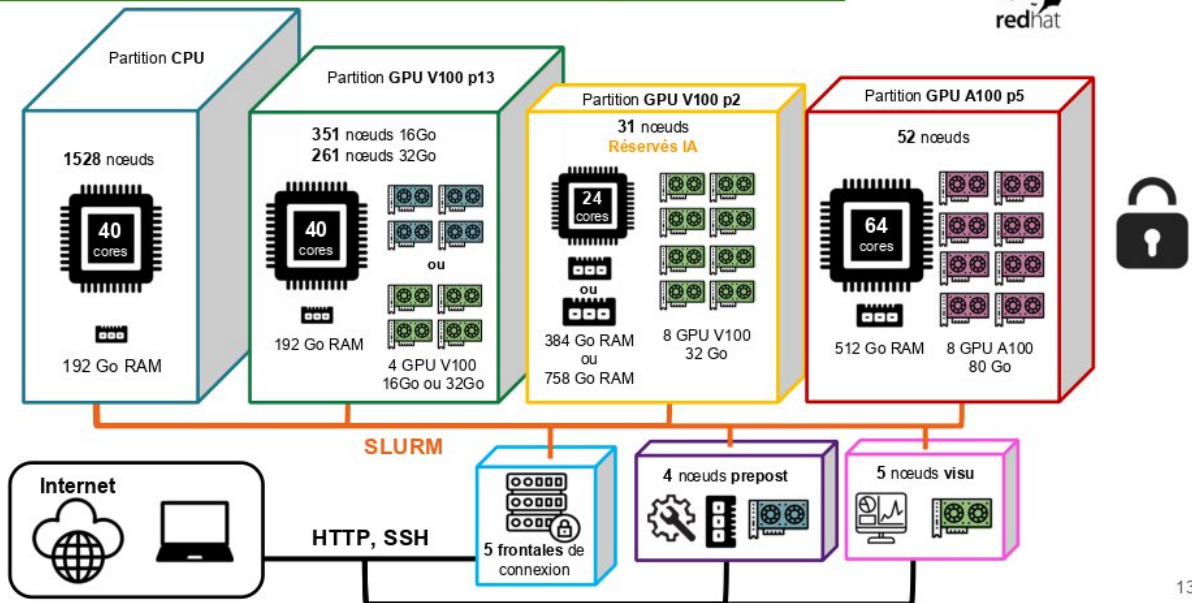 redhat
Partition CPU
1528 nœuds
40
cores
192 Go RAM
Partition GPU V100 p13
351 nœuds 16Go
261 nœuds 32Go
40
cores
ou
192 Go RAM
4 GPU V100
16Go ou 32Go
Partition GPU V100 p2
31 nœuds
Réservés IA
24
cores
ou
384 Go RAM
ou
758 Go RAM
8 GPU V100
32 Go
Partition GPU A100 p5
52 nœuds
64
cores
512 Go RAM
8 GPU A100
80 Go
SLURM
Internet
HTTP, SSH
5 frontales de
connexion
4 nœuds prepost
5 nœuds visu
13